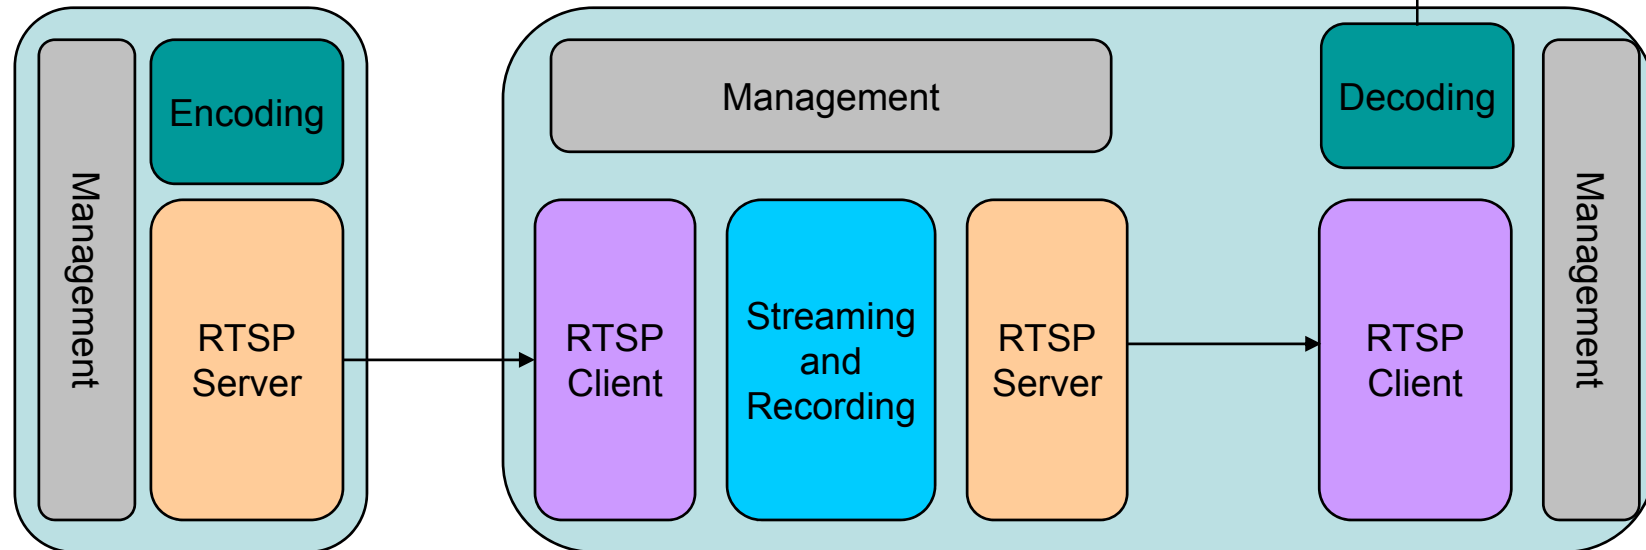 Management
Encoding
RTSP
Server
Management
RTSP
Client
Streaming
and
Recording
RTSP
Server
Decoding
RTSP
Client
Management